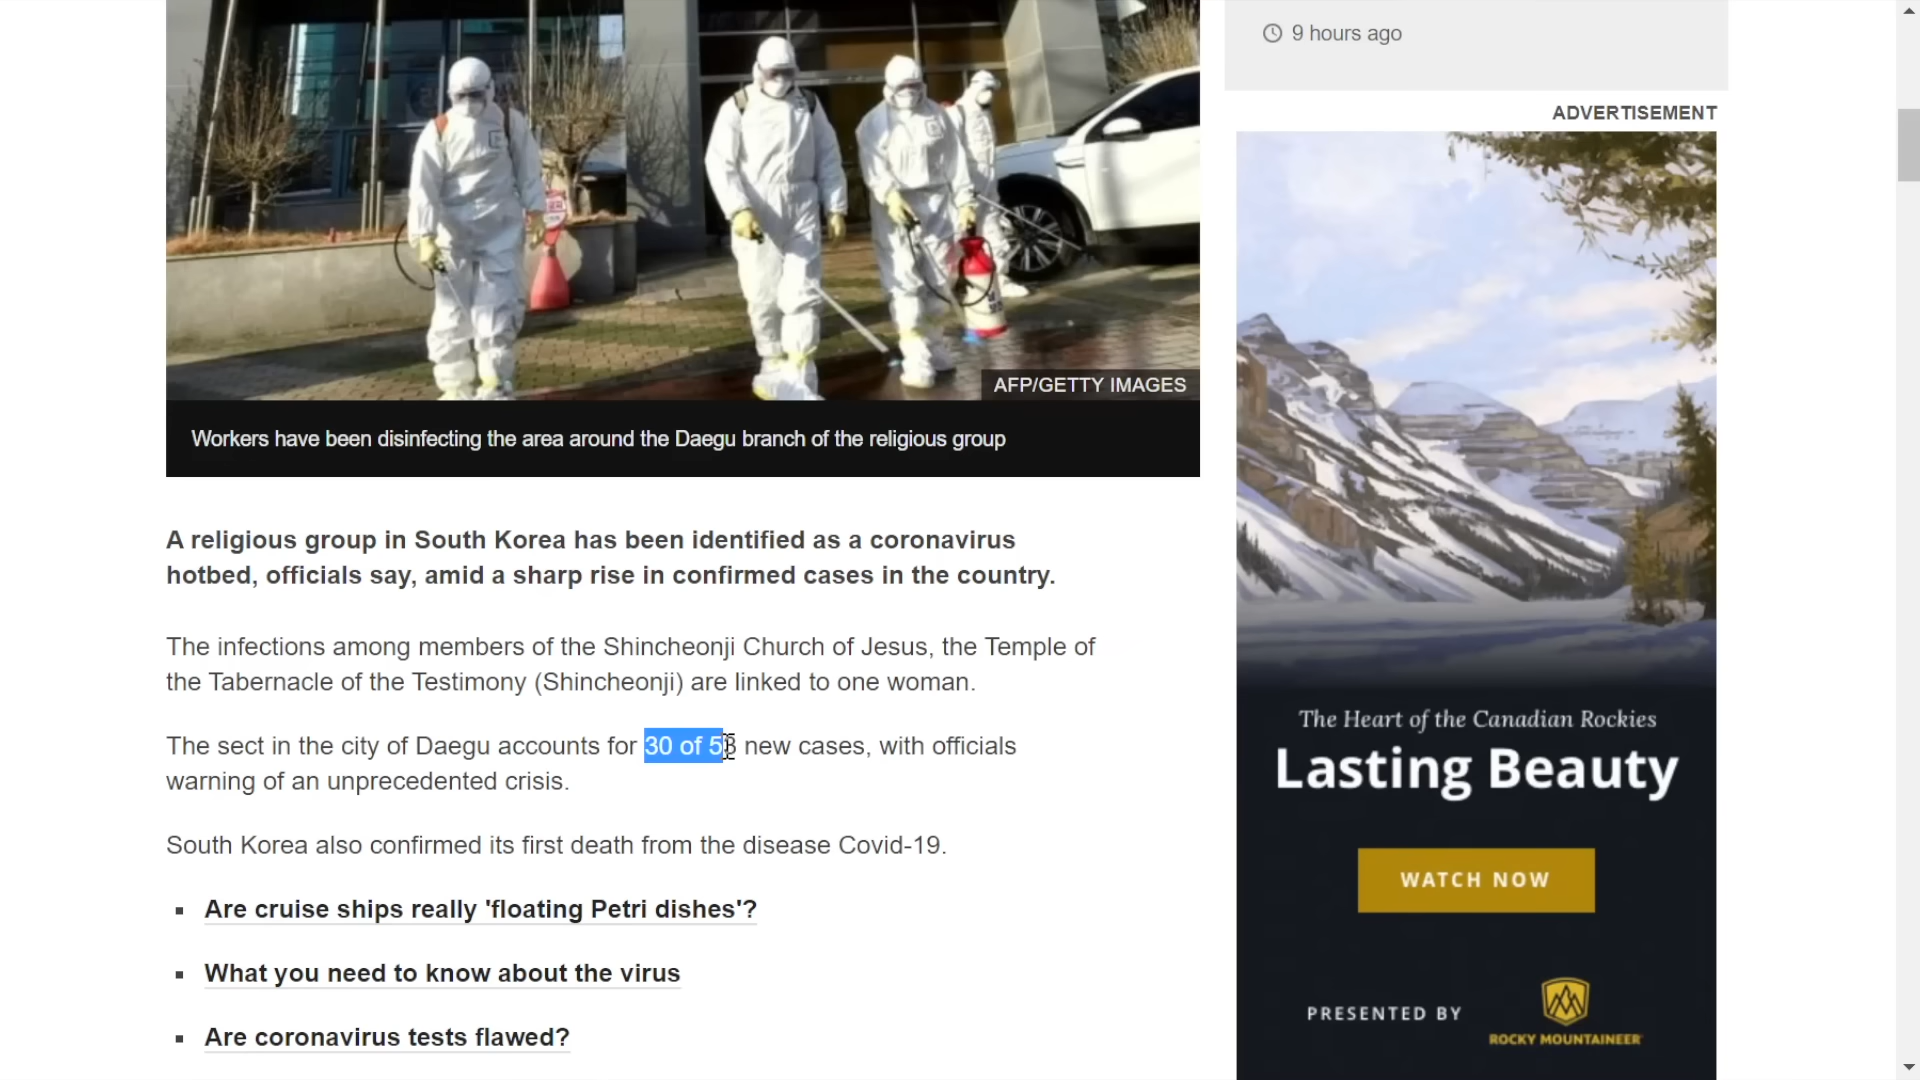 9 hours ago
ADVERTISEMENT
AFP/GETTY IMAGES
Workers have been disinfecting the area around the Daegu branch of the religious group
A religious group in South Korea has been identified as a coronavirus
hotbed, officials say, amid a sharp rise in confirmed cases in the country.
The infections among members of the Shincheonji Church of Jesus, the Temple of
the Tabernacle of the Testimony (Shincheonji) are linked to one woman.
The sect in the city of Daegu accounts for 30 of 53 new cases, with officials
warning of an unprecedented crisis.
South Korea also confirmed its first death from the disease Covid-19.
Are cruise ships really 'floating Petri dishes'?
What you need to know about the virus
Are coronavirus tests flawed?
The Heart of the Canadian Rockies
Lasting Beauty
WATCH NOW
PRESENTED BY
ROCKY MOUNTAINEER